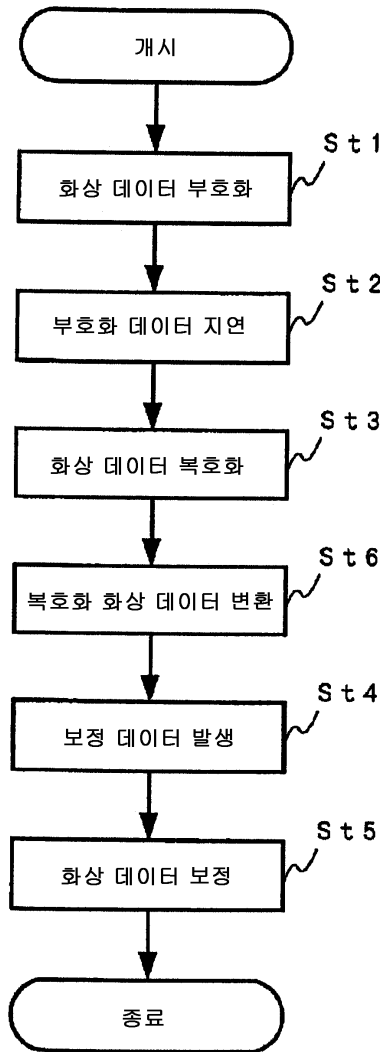 개시
St1
화상 데이터 부호화
St2
부호화 데이터 지연
St3
화상 데이터 복호화
St6
복호화 화상 데이터 변환
St4
보정 데이터 발생
St5
화상 데이터 보정
종료